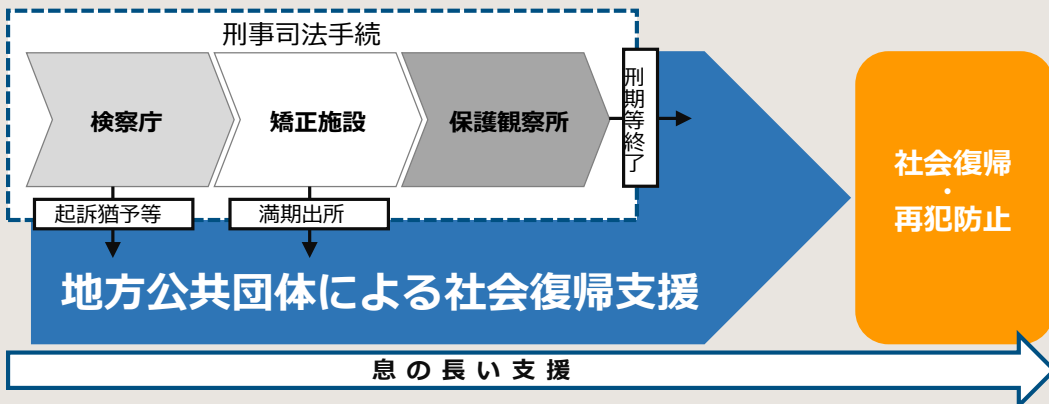 刑事司法手続
検察庁
矯正施設
保護観察所
刑期等終了
起訴猶予等
満期出所
地方公共団体による社会復帰支援
社会復帰
・
再犯防止
息の長い支援